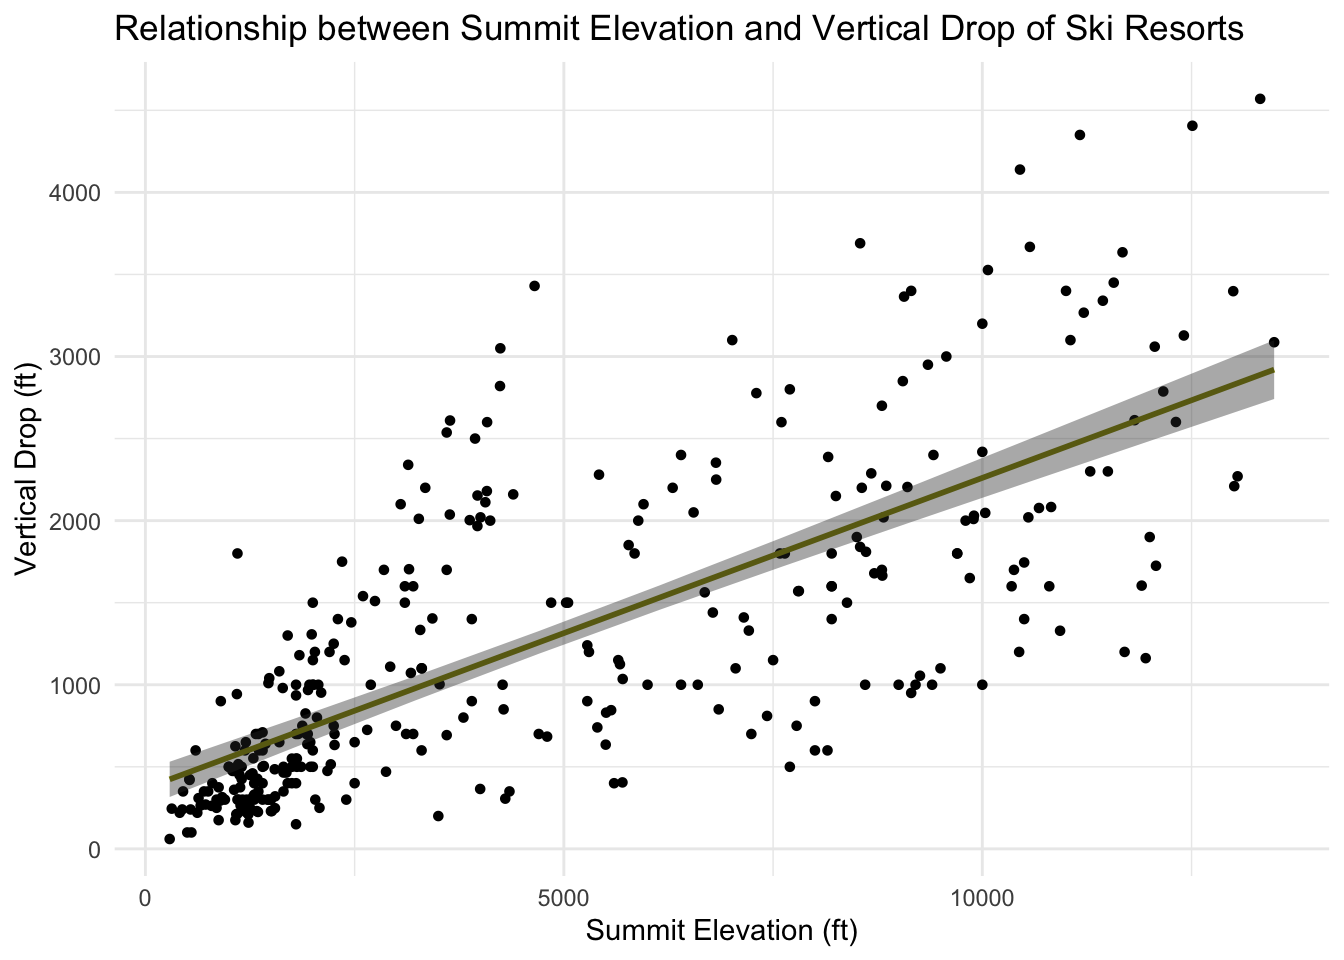 Relationship between Summit Elevation and Vertical Drop of Ski Resorts
Vertical Drop (ft)
4000
3000
2000
1000
0
0 5000 10000
Summit Elevation (ft)